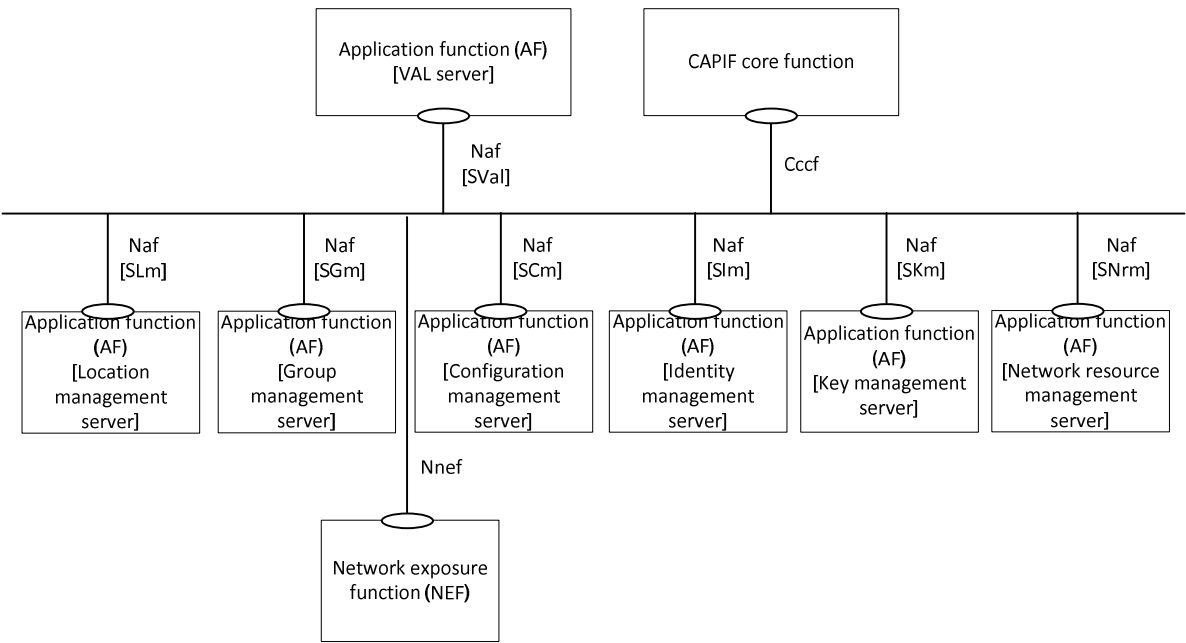 Application function (AF)
[VAL server]
CAPIF core function
Naf
[SVal]
Cccf
Naf
[SLm]
Naf
[SGm]
Naf
[SCm]
Naf
[SIm]
Naf
[SKm]
Naf
[SNrm]
Application function
(AF)
[Location
management
server]
Application function
(AF)
[Group
management
server]
Application function
(AF)
[Configuration
management
server]
Application function
(AF)
[Identity
management
server]
Application function
(AF)
[Key management
server]
Application function
(AF)
[Network resource
management
server]
Nnef
Network exposure
function (NEF)